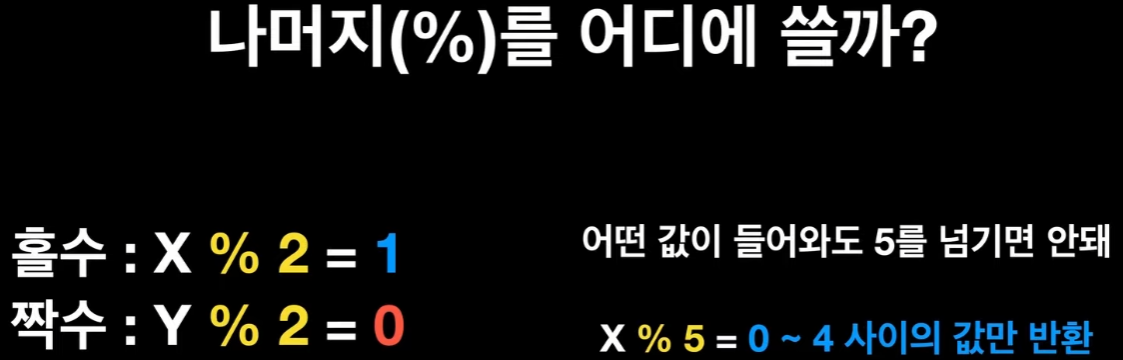 나머지(%)를 어디에 쓸까?
홀수 : X % 2 = 1
짝수 : Y % 2 = 0
어떤 값이 들어와도 5를 넘기면 안돼
X % 5 = 0 ~ 4 사이의 값만 반환